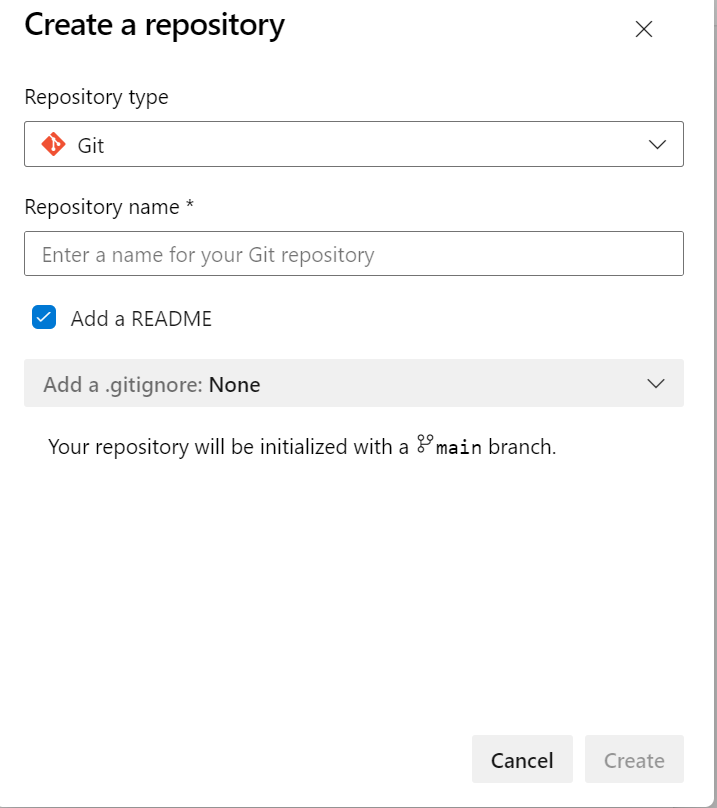 Create a repository
Repository type
Git
Repository name *
Enter a name for your Git repository
Add a README
Add a .gitignore: None
Your repository will be initialized with a main branch.
Cancel
Create